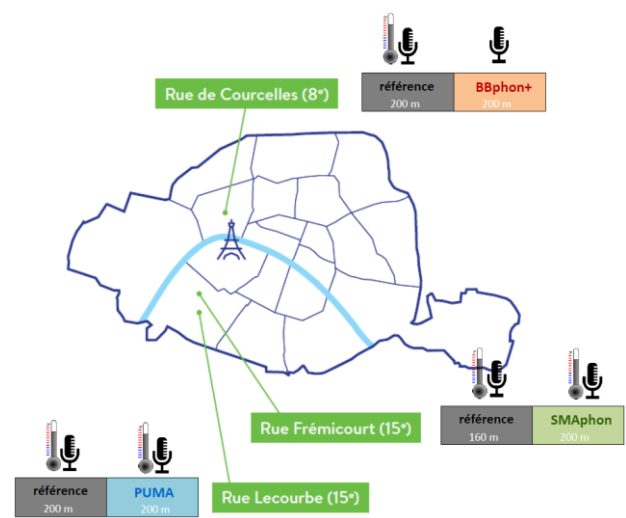 référence
200 m
BBphon+
200 m
Rue de Courcelles (8e)
référence
160 m
SMAphon
200 m
Rue Frémicourt (15e)
référence
200 m
PUMA
200 m
Rue Lecourbe (15e)